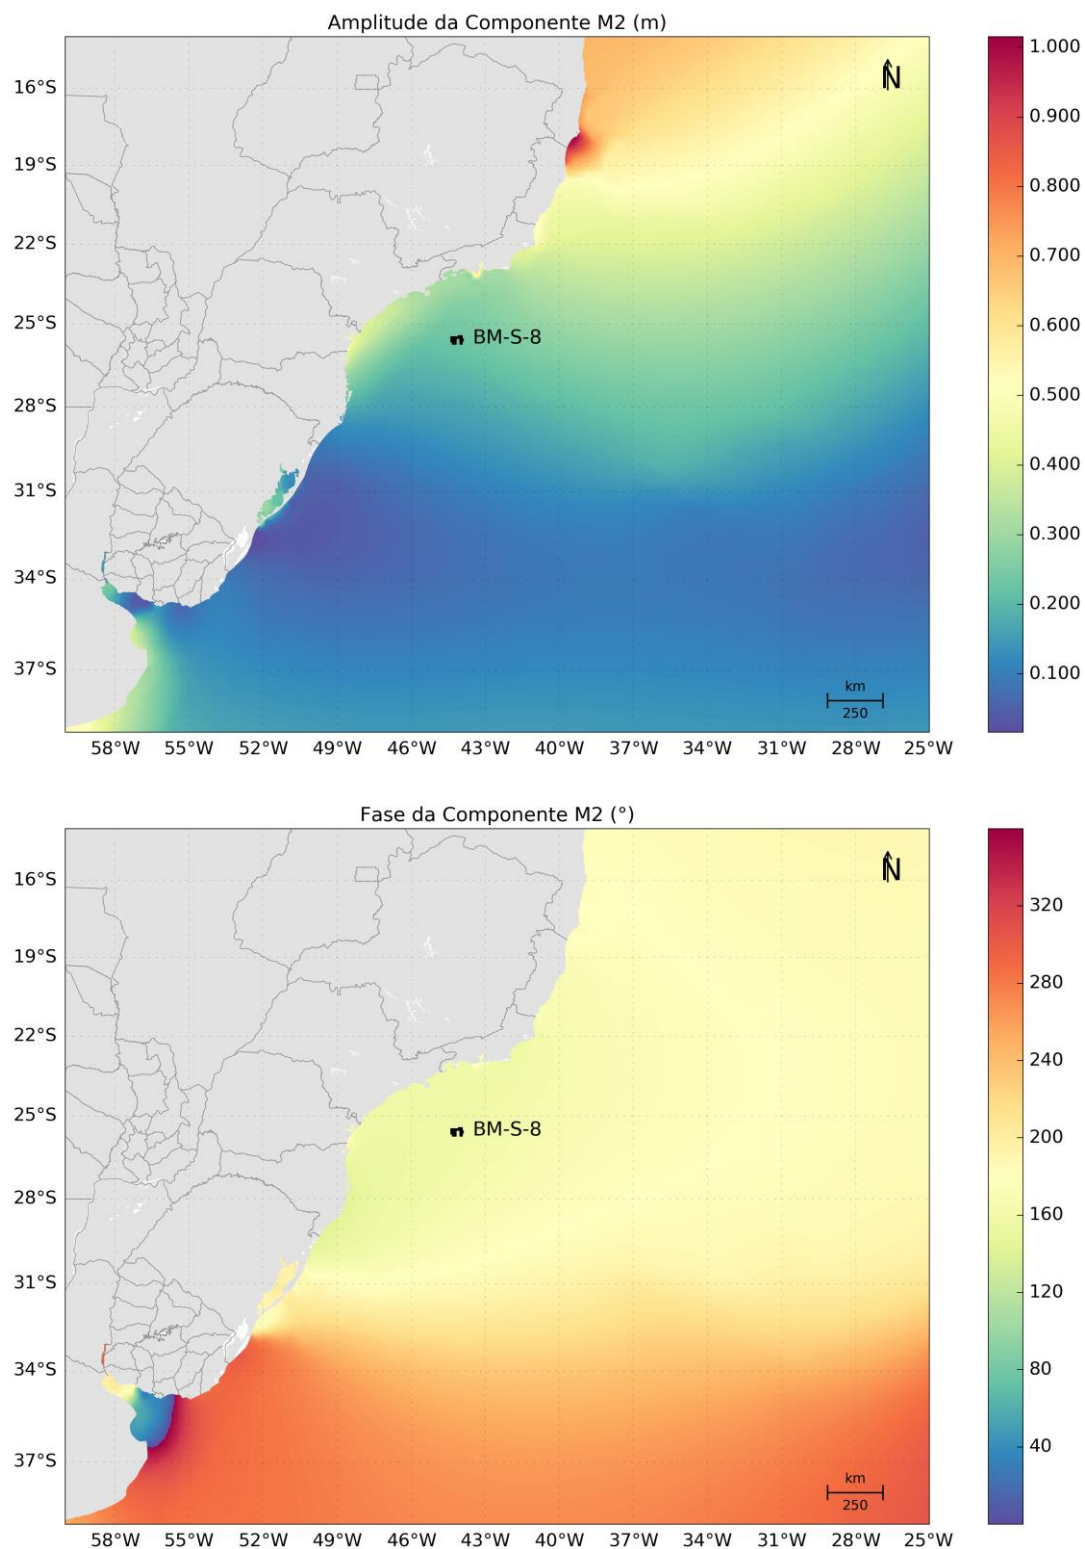 Amplitude da Componente M2 (m)
N
16°S
19°S
22°S
25°S
28°S
31°S
34°S
37°S
BM-S-8
km
250
58°W 55°W 52°W 49°W 46°W 43°W 40°W 37°W 34°W 31°W 28°W 25°W
1.000
0.900
0.800
0.700
0.600
0.500
0.400
0.300
0.200
0.100
Fase da Componente M2 (°)
N
16°S
19°S
22°S
25°S
28°S
31°S
34°S
37°S
BM-S-8
km
250
58°W 55°W 52°W 49°W 46°W 43°W 40°W 37°W 34°W 31°W 28°W 25°W
320
280
240
200
160
120
80
40